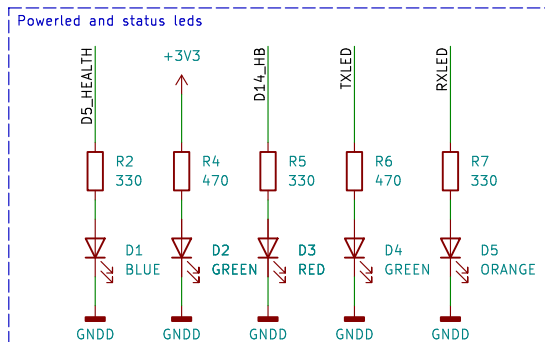 Powerled and status leds
D5_HEALTH
+3V3
D14_HB
TXLED
RXLED
R2
330
R4
470
R5
330
R6
470
R7
330
D1
BLUE
D2
GREEN
D3
RED
D4
GREEN
D5
ORANGE
GNDD
GNDD
GNDD
GNDD
GNDD